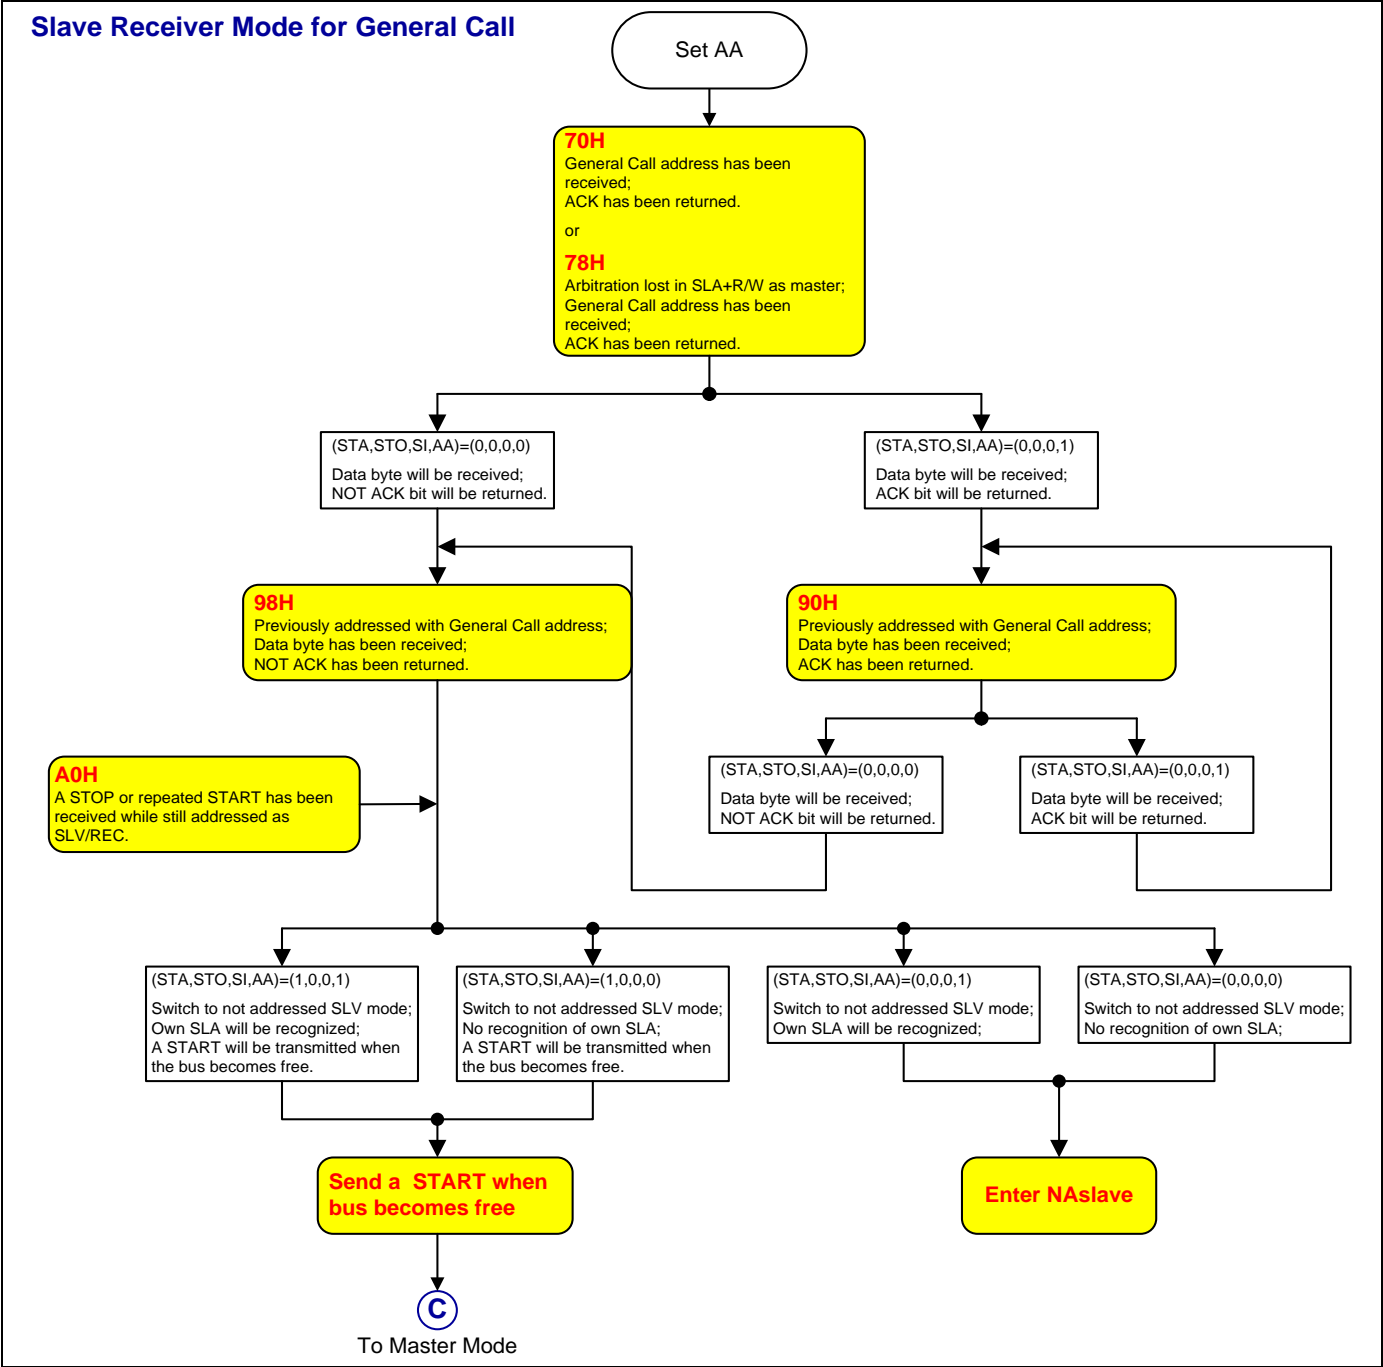 Slave Receiver Mode for General Call
Set AA
70H
General Call address has been
received;
ACK has been returned.
or
78H
Arbitration lost in SLA+R/W as master;
General Call address has been
received;
ACK has been returned.
(STA,STO,SI,AA)=(0,0,0,0)
Data byte will be received;
NOT ACK bit will be returned.
(STA,STO,SI,AA)=(0,0,0,1)
Data byte will be received;
ACK bit will be returned.
98H
Previously addressed with General Call address;
Data byte has been received;
NOT ACK has been returned.
90H
Previously addressed with General Call address;
Data byte has been received;
ACK has been returned.
(STA,STO,SI,AA)=(0,0,0,0)
Data byte will be received;
NOT ACK bit will be returned.
(STA,STO,SI,AA)=(0,0,0,1)
Data byte will be received;
ACK bit will be returned.
A0H
A STOP or repeated START has been
received while still addressed as
SLV/REC.
(STA,STO,SI,AA)=(1,0,0,1)
Switch to not addressed SLV mode;
Own SLA will be recognized;
A START will be transmitted when
the bus becomes free.
(STA,STO,SI,AA)=(1,0,0,0)
Switch to not addressed SLV mode;
No recognition of own SLA;
A START will be transmitted when
the bus becomes free.
(STA,STO,SI,AA)=(0,0,0,1)
Switch to not addressed SLV mode;
Own SLA will be recognized;
(STA,STO,SI,AA)=(0,0,0,0)
Switch to not addressed SLV mode;
No recognition of own SLA;
Send a START when
bus becomes free
Enter NAslave
C
To Master Mode